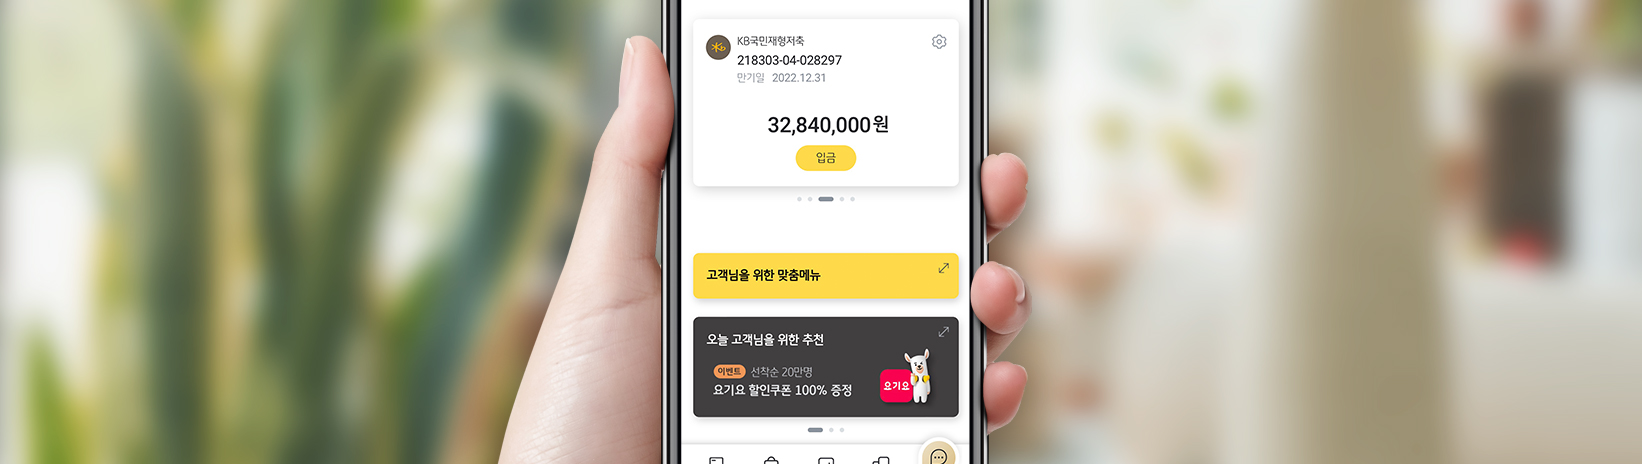 KB국민재형저축
218303-04-028297
만기일 2022.12.31
32,840,000원
입금
고객님을 위한 맞춤메뉴
오늘 고객님을 위한 추천
이벤트 선착순 20만명
요기요 할인쿠폰 100% 증정
요기요